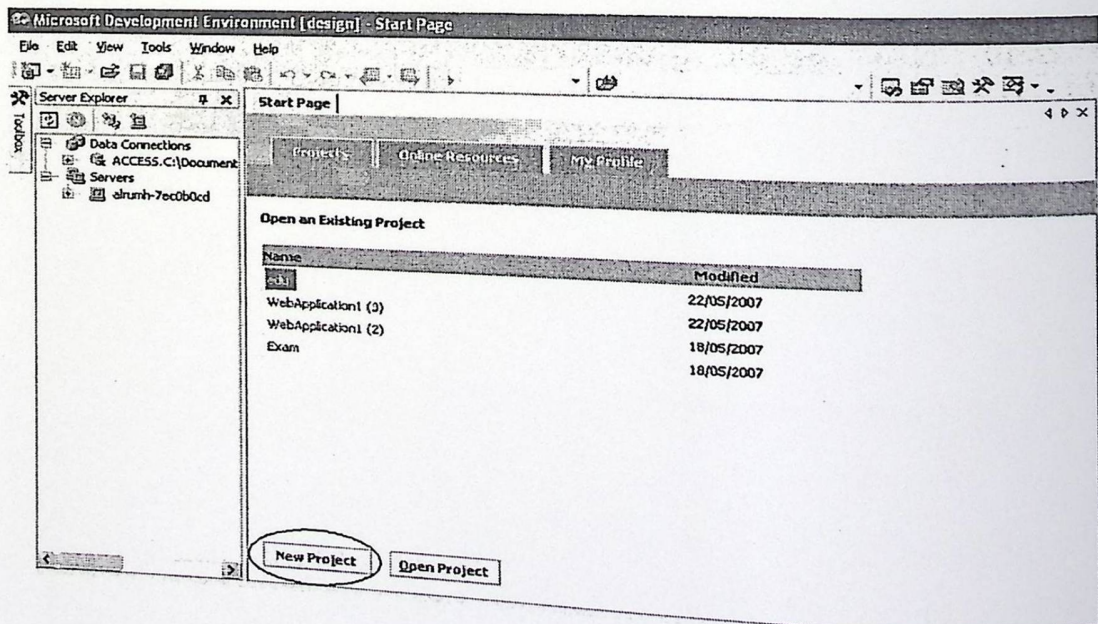 Microsoft Development Environment [design] - Start Page
File Edit View Tools Window Help
Toolbox
Server Explorer
Data Connections
ACCESS.C:\Document
Servers
alrumh-7ec0b0cd
Start Page
Projects Online Resources My Profile
Open an Existing Project
Name Modified
edu 22/05/2007
WebApplication1 (3) 22/05/2007
WebApplication1 (2) 18/05/2007
Exam 18/05/2007
New Project Open Project